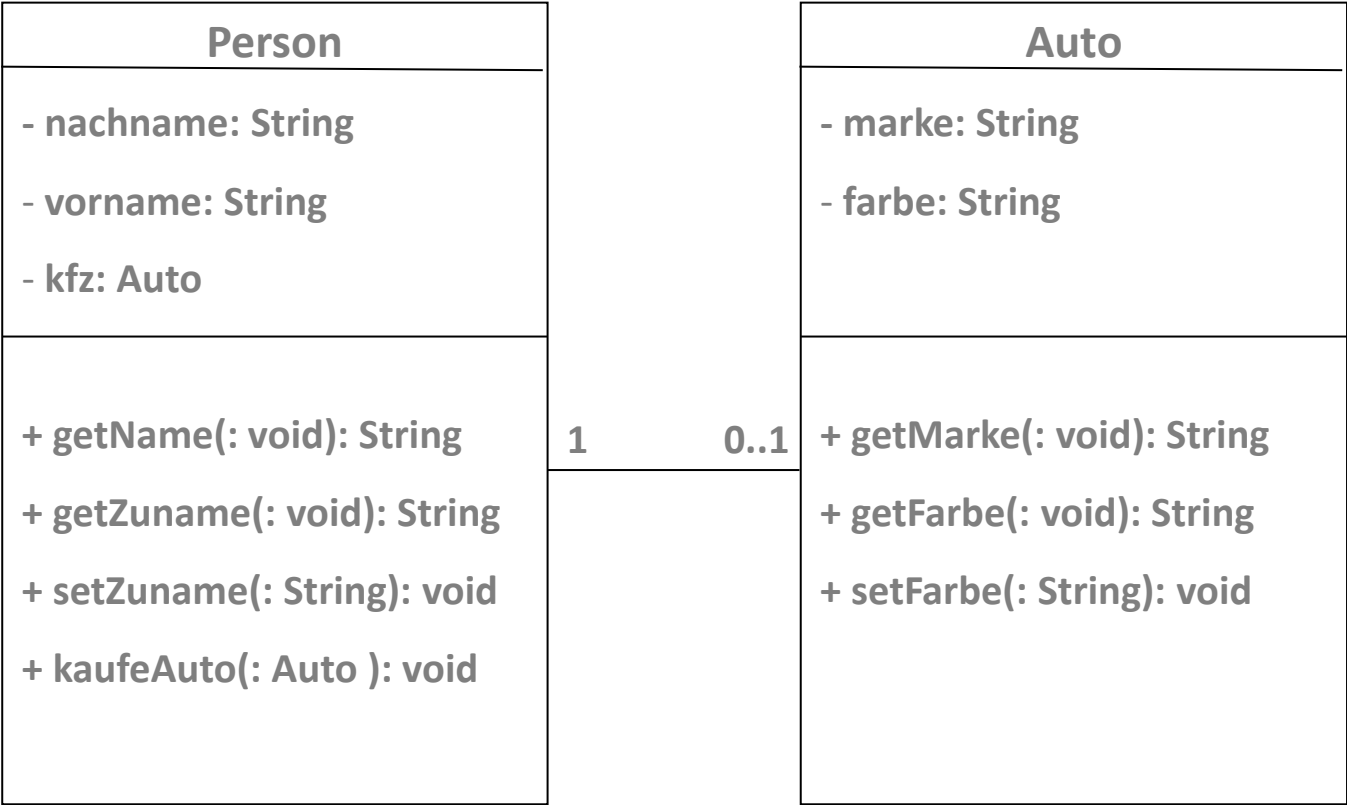 Person
- nachname: String
- vorname: String
- kfz: Auto
+ getName(: void): String
+ getZuname(: void): String
+ setZuname(: String): void
+ kaufeAuto(: Auto ): void
1
0..1
Auto
- marke: String
- farbe: String
+ getMarke(: void): String
+ getFarbe(: void): String
+ setFarbe(: String): void